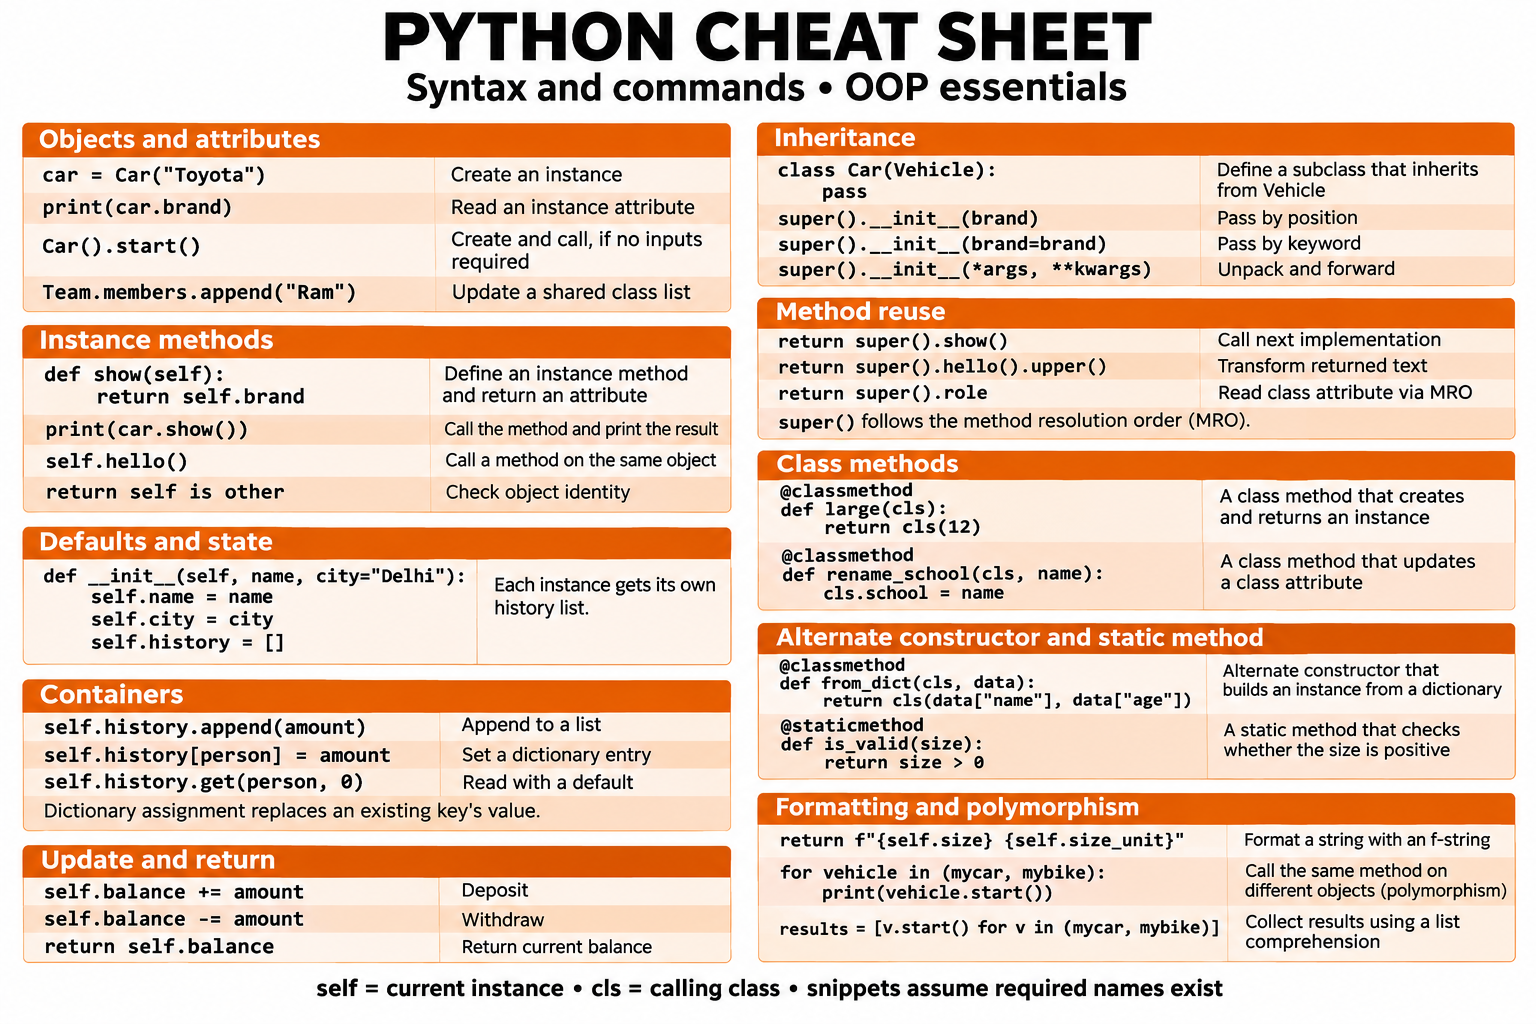 PYTHON CHEAT SHEET
Syntax and commands • OOP essentials
Objects and attributes
car = Car("Toyota")
Create an instance
print(car.brand)
Read an instance attribute
Car().start()
Create and call, if no inputs
required
Team.members.append("Ram")
Update a shared class list
Instance methods
def show(self):
    return self.brand
Define an instance method
and return an attribute
print(car.show())
Call the method and print the result
self.hello()
Call a method on the same object
return self is other
Check object identity
Defaults and state
def __init__(self, name, city="Delhi"):
    self.name = name
    self.city = city
    self.history = []
Each instance gets its own
history list.
Containers
self.history.append(amount)
Append to a list
self.history[person] = amount
Set a dictionary entry
self.history.get(person, 0)
Read with a default
Dictionary assignment replaces an existing key's value.
Update and return
self.balance += amount
Deposit
self.balance -= amount
Withdraw
return self.balance
Return current balance
Inheritance
class Car(Vehicle):
    pass
Define a subclass that inherits
from Vehicle
super().__init__(brand)
Pass by position
super().__init__(brand=brand)
Pass by keyword
super().__init__(*args, **kwargs)
Unpack and forward
Method reuse
return super().show()
Call next implementation
return super().hello().upper()
Transform returned text
return super().role
Read class attribute via MRO
super() follows the method resolution order (MRO).
Class methods
@classmethod
def large(cls):
    return cls(12)
A class method that creates
and returns an instance
@classmethod
def rename_school(cls, name):
    cls.school = name
A class method that updates
a class attribute
Alternate constructor and static method
@classmethod
def from_dict(cls, data):
    return cls(data["name"], data["age"])
Alternate constructor that
builds an instance from a dictionary
@staticmethod
def is_valid(size):
    return size > 0
A static method that checks
whether the size is positive
Formatting and polymorphism
return f"{self.size} {self.size_unit}"
Format a string with an f-string
for vehicle in (mycar, mybike):
    print(vehicle.start())
Call the same method on
different objects (polymorphism)
results = [v.start() for v in (mycar, mybike)]
Collect results using a list
comprehension
self = current instance • cls = calling class • snippets assume required names exist